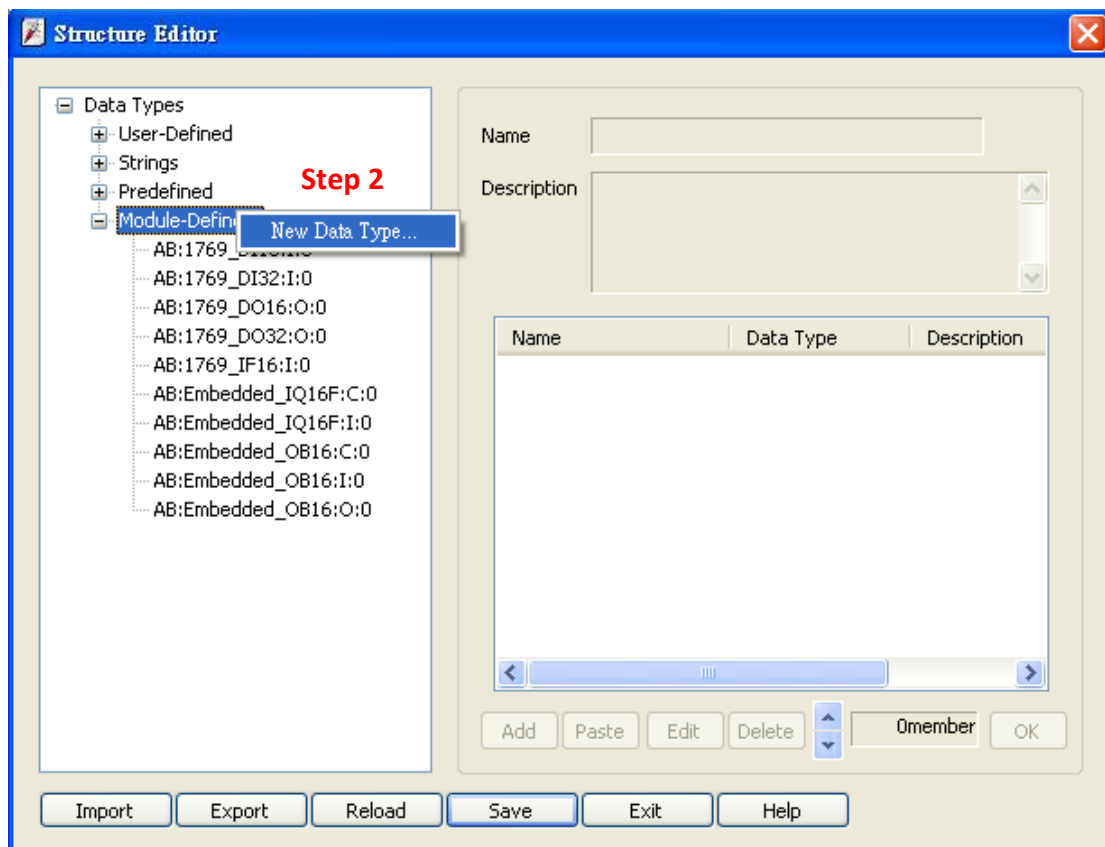 Structure Editor
Data Types
User-Defined
Strings
Predefined
Step 2
Module-Defin
New Data Type...
AB:1769_DI32:I:0
AB:1769_DO16:O:0
AB:1769_DO32:O:0
AB:1769_IF16:I:0
AB:Embedded_IQ16F:C:0
AB:Embedded_IQ16F:I:0
AB:Embedded_OB16:C:0
AB:Embedded_OB16:I:0
AB:Embedded_OB16:O:0
Name
Description
Name Data Type Description
Add Paste Edit Delete 0member OK
Import Export Reload Save Exit Help